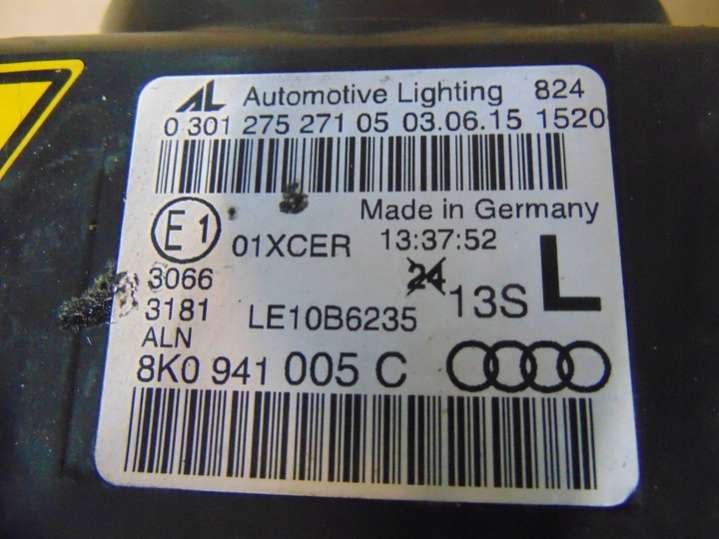 AL Automotive Lighting 824
0 301 275 271 05 03.06.15 1520
Made in Germany
E1 01XCER 13:37:52
3066 24 L
3181 LE10B6235 13S
ALN
8K0 941 005 C